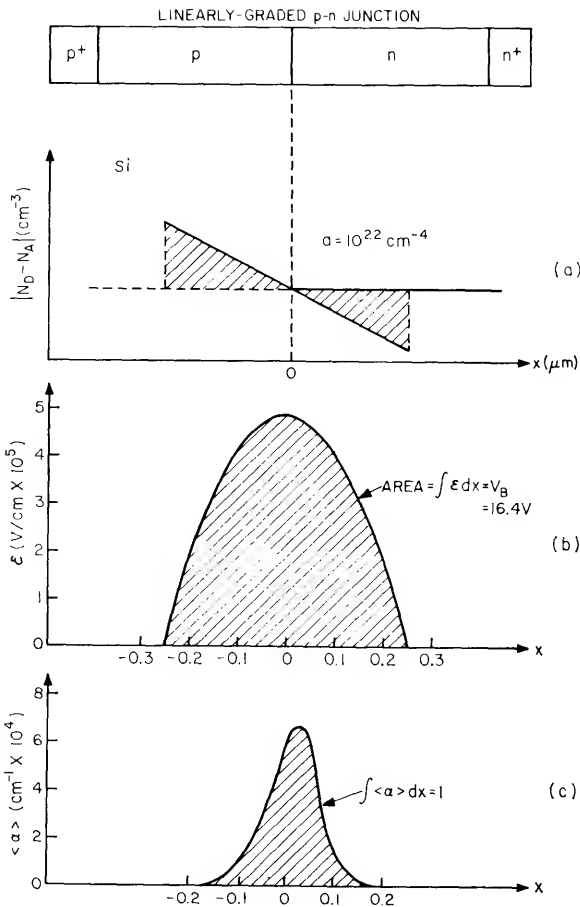 LINEARLY-GRADED p-n JUNCTION
p+ p n n+
Si
|N_D-N_A| (cm^-3)
a = 10^22 cm^-4
(a)
0
x (μm)
5
4
3
2
1
0
ℰ (V/cm X 10^5)
AREA = ∫ ℰ dx = V_B
= 16.4V
(b)
-0.3 -0.2 -0.1 0 0.1 0.2 0.3 x
8
6
4
2
0
<α> (cm^-1 X 10^4)
∫<α> dx = 1
(c)
-0.2 -0.1 0 0.1 0.2 x